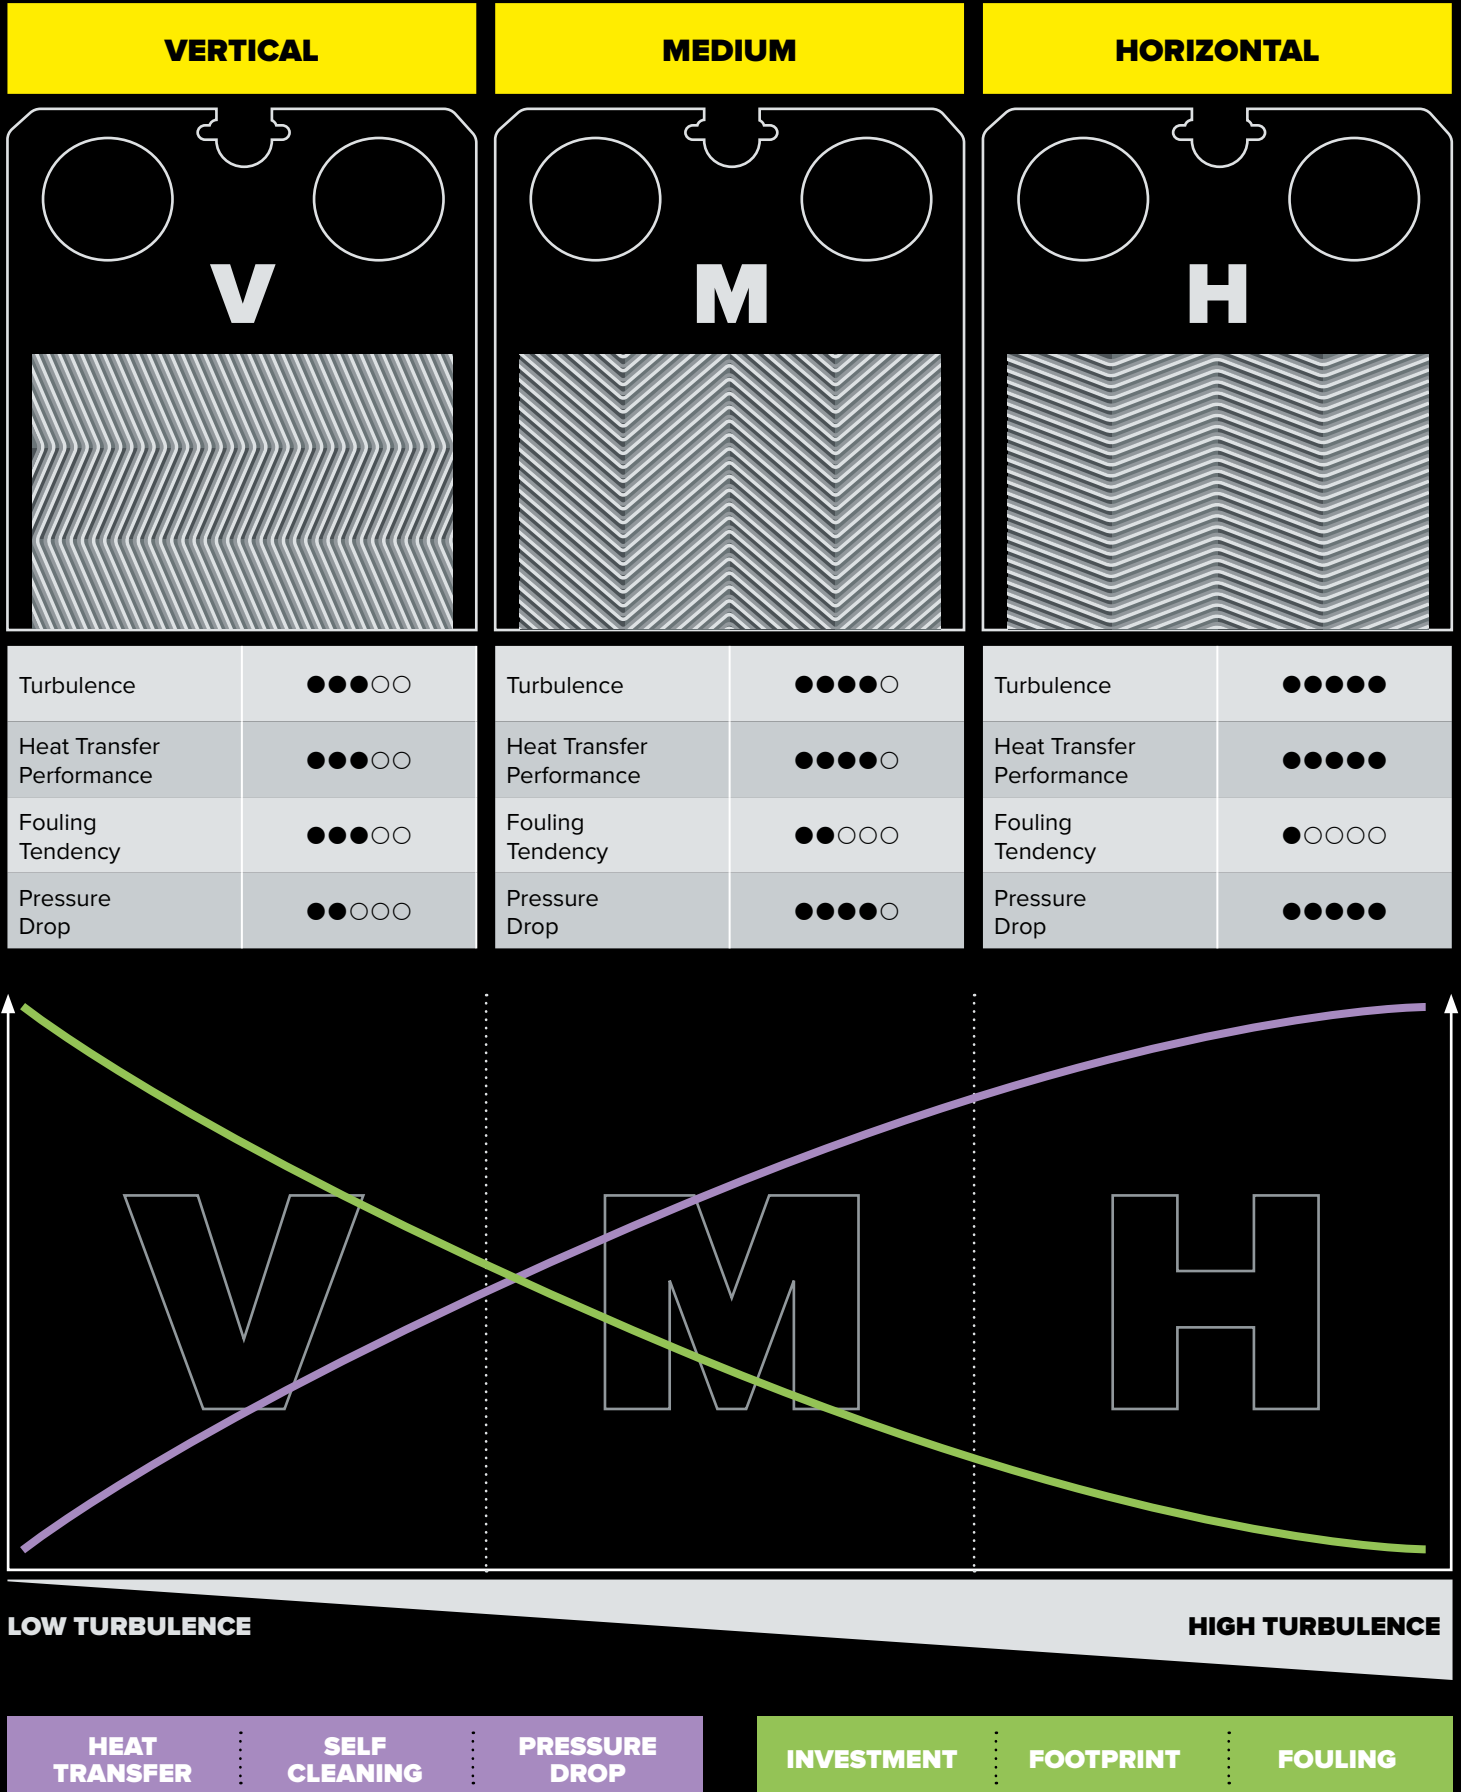 VERTICAL
MEDIUM
HORIZONTAL
V
M
H
Turbulence ●●●○○
Heat Transfer
Performance ●●●○○
Fouling
Tendency ●●●○○
Pressure
Drop ●●○○○
Turbulence ●●●●○
Heat Transfer
Performance ●●●●○
Fouling
Tendency ●●○○○
Pressure
Drop ●●●●○
Turbulence ●●●●●
Heat Transfer
Performance ●●●●●
Fouling
Tendency ●○○○○
Pressure
Drop ●●●●●
V
M
H
LOW TURBULENCE
HIGH TURBULENCE
HEAT
TRANSFER
SELF
CLEANING
PRESSURE
DROP
INVESTMENT
FOOTPRINT
FOULING